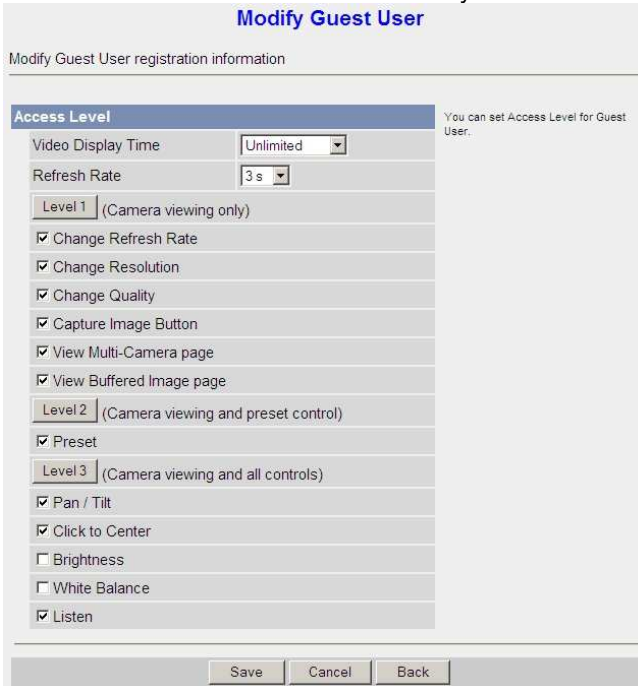 Modify Guest User
Modify Guest User registration information
Access Level
You can set Access Level for Guest
User.
Video Display Time Unlimited
Refresh Rate 3 s
Level 1 (Camera viewing only)
Change Refresh Rate
Change Resolution
Change Quality
Capture Image Button
View Multi-Camera page
View Buffered Image page
Level 2 (Camera viewing and preset control)
Preset
Level 3 (Camera viewing and all controls)
Pan / Tilt
Click to Center
Brightness
White Balance
Listen
Save Cancel Back